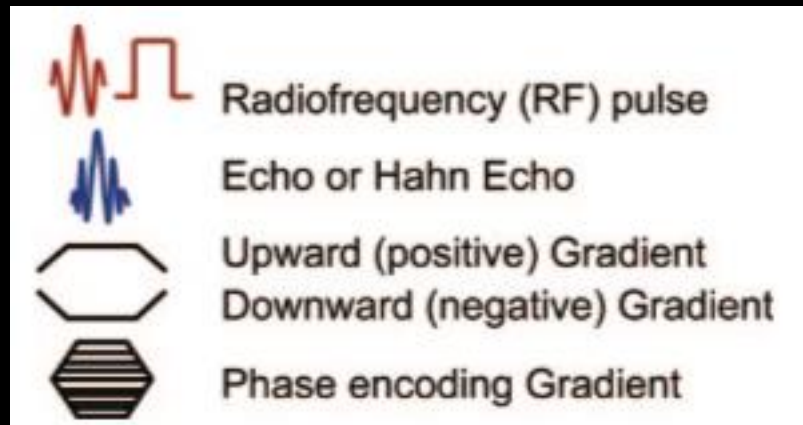 Radiofrequency (RF) pulse
Echo or Hahn Echo
Upward (positive) Gradient
Downward (negative) Gradient
Phase encoding Gradient